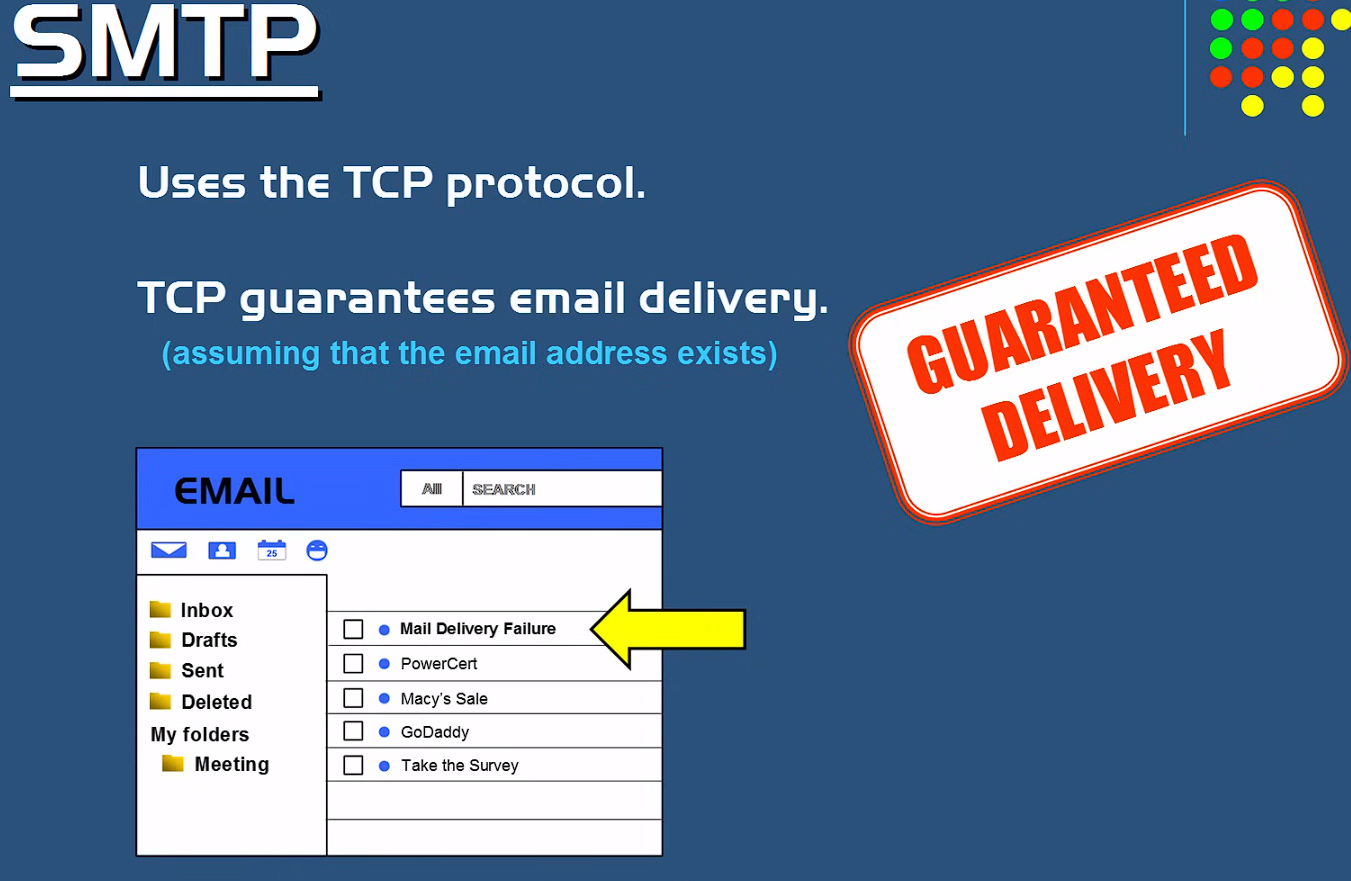 SMTP
Uses the TCP protocol.
TCP guarantees email delivery.
(assuming that the email address exists)
GUARANTEED
DELIVERY
EMAIL
All SEARCH
25
Inbox
Drafts
Sent
Deleted
My folders
Meeting
Mail Delivery Failure
PowerCert
Macy's Sale
GoDaddy
Take the Survey